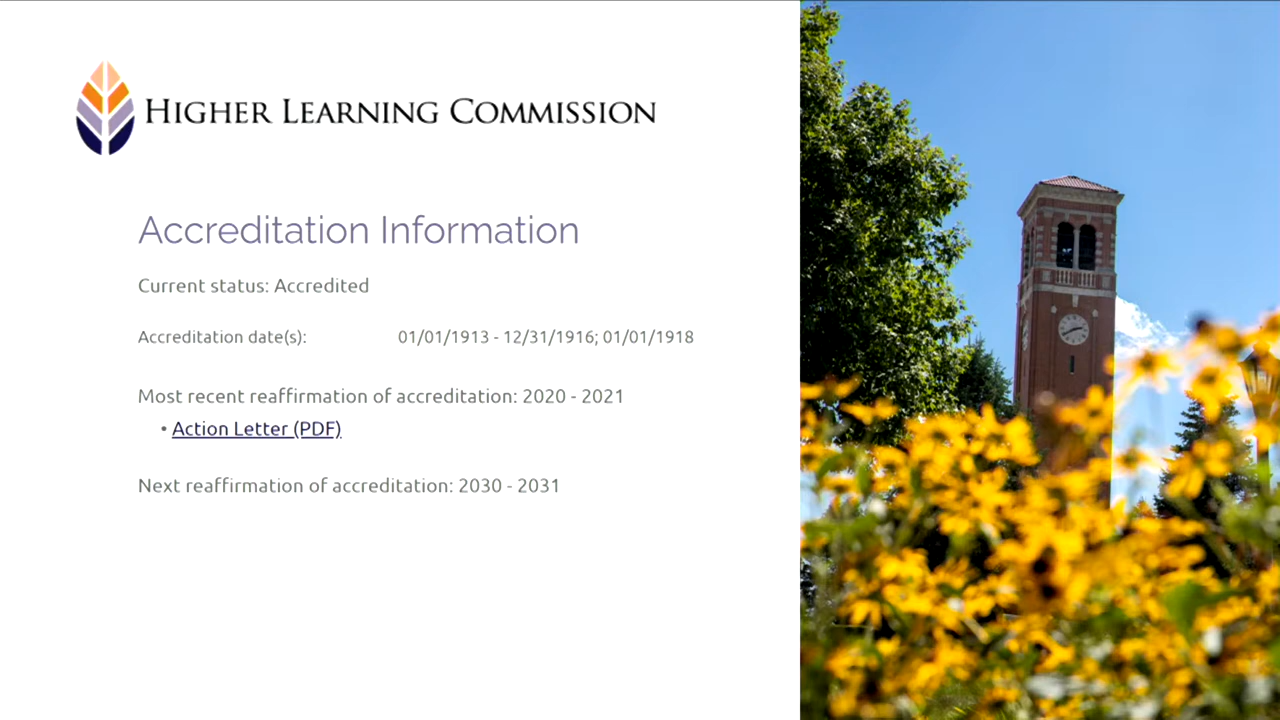 HIGHER LEARNING COMMISSION
Accreditation Information
Current status: Accredited
Accreditation date(s): 01/01/1913 - 12/31/1916; 01/01/1918
Most recent reaffirmation of accreditation: 2020 - 2021
• Action Letter (PDF)
Next reaffirmation of accreditation: 2030 - 2031